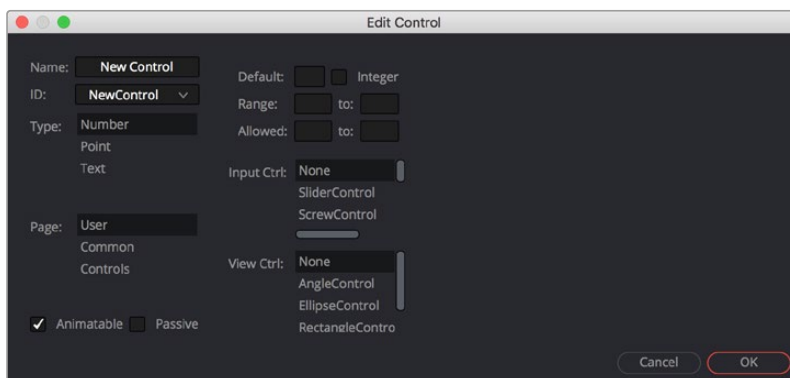 Edit Control
Name: New Control
ID: NewControl
Type: Number
Point
Text
Page: User
Common
Controls
Animatable Passive
Default: Integer
Range: to:
Allowed: to:
Input Ctrl: None
SliderControl
ScrewControl
View Ctrl: None
AngleControl
EllipseControl
RectangleContro
Cancel OK